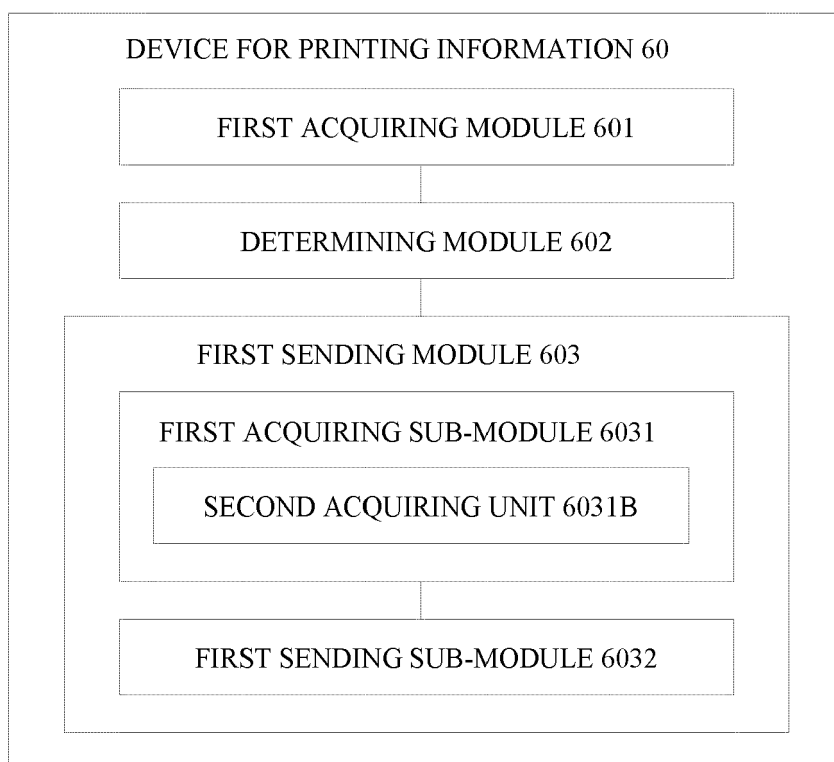 DEVICE FOR PRINTING INFORMATION 60
FIRST ACQUIRING MODULE 601
DETERMINING MODULE 602
FIRST SENDING MODULE 603
FIRST ACQUIRING SUB-MODULE 6031
SECOND ACQUIRING UNIT 6031B
FIRST SENDING SUB-MODULE 6032